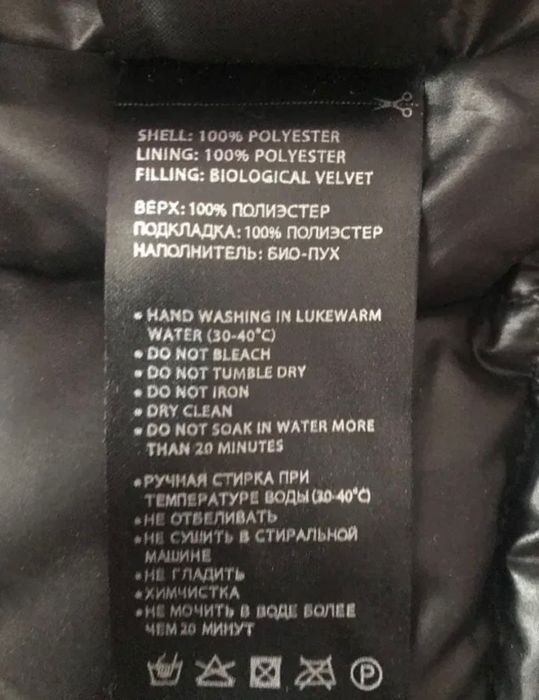 SHELL: 100% POLYESTER
LINING: 100% POLYESTER
FILLING: BIOLOGICAL VELVET
ВЕРХ: 100% ПОЛИЭСТЕР
ПОДКЛАДКА: 100% ПОЛИЭСТЕР
НАПОЛНИТЕЛЬ: БИО-ПУХ
• HAND WASHING IN LUKEWARM
WATER (30-40°C)
• DO NOT BLEACH
• DO NOT TUMBLE DRY
• DO NOT IRON
• DRY CLEAN
• DO NOT SOAK IN WATER MORE
THAN 20 MINUTES
• РУЧНАЯ СТИРКА ПРИ
ТЕМПЕРАТУРЕ ВОДЫ (30-40°C)
• НЕ ОТБЕЛИВАТЬ
• НЕ СУШИТЬ В СТИРАЛЬНОЙ
МАШИНЕ
• НЕ ГЛАДИТЬ
• ХИМЧИСТКА
• НЕ МОЧИТЬ В ВОДЕ БОЛЕЕ
ЧЕМ 20 МИНУТ
P